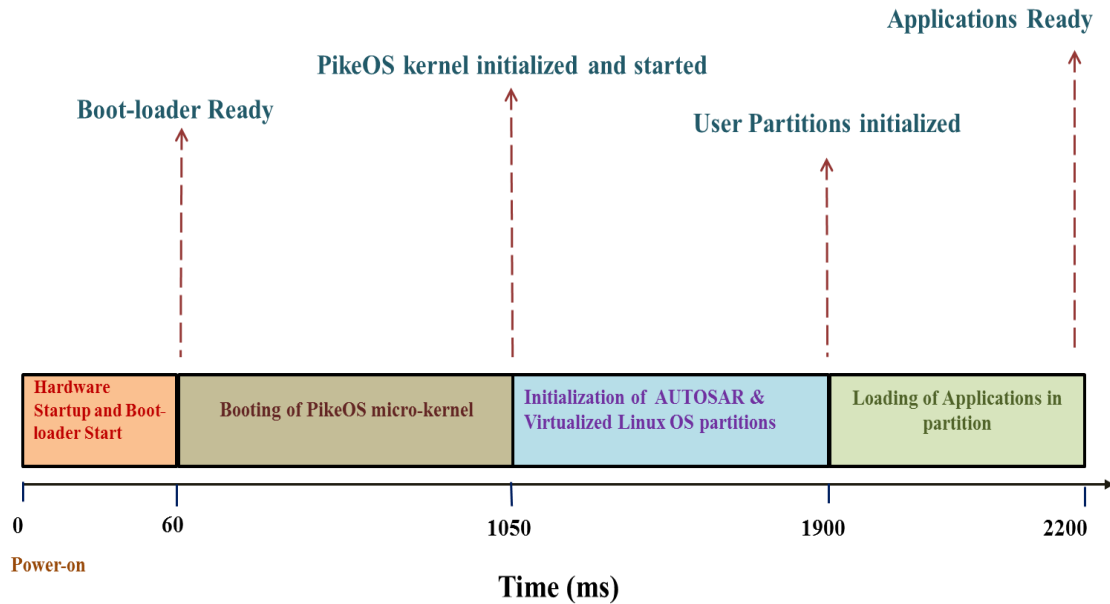 Applications Ready
PikeOS kernel initialized and started
Boot-loader Ready
User Partitions initialized
Hardware
Startup and Boot-
loader Start
Booting of PikeOS micro-kernel
Initialization of AUTOSAR &
Virtualized Linux OS partitions
Loading of Applications in
partition
0
60
1050
1900
2200
Power-on
Time (ms)